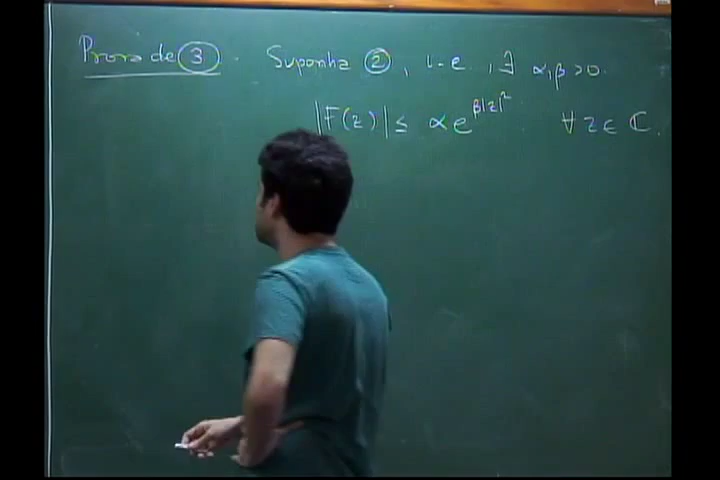 Prova de ③. Suponha ②, i.e., ∃ α,β > 0.
|F(z)| ≤ α e^{β|z|^2} ∀ z ∈ ℂ.